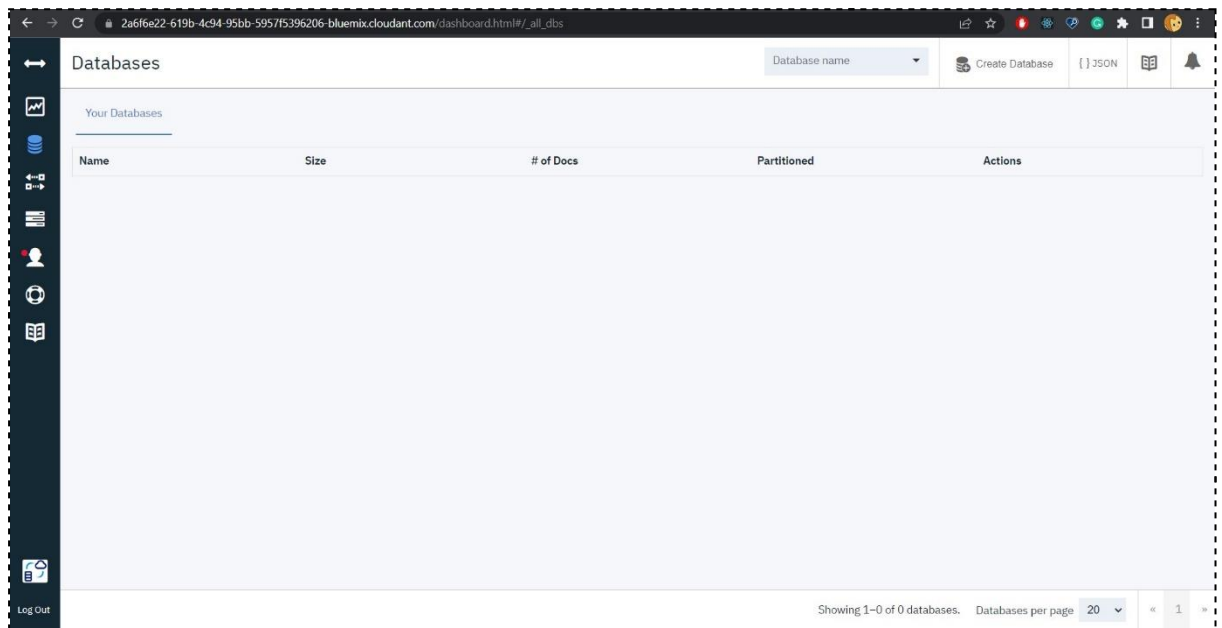 2a6f6e22-619b-4c94-95bb-5957f5396206-bluemix.cloudant.com/dashboard.html#/_all_dbs
Databases
Database name
Create Database
{ } JSON
Your Databases
Name Size # of Docs Partitioned Actions
Log Out
Showing 1–0 of 0 databases. Databases per page 20 « 1 »